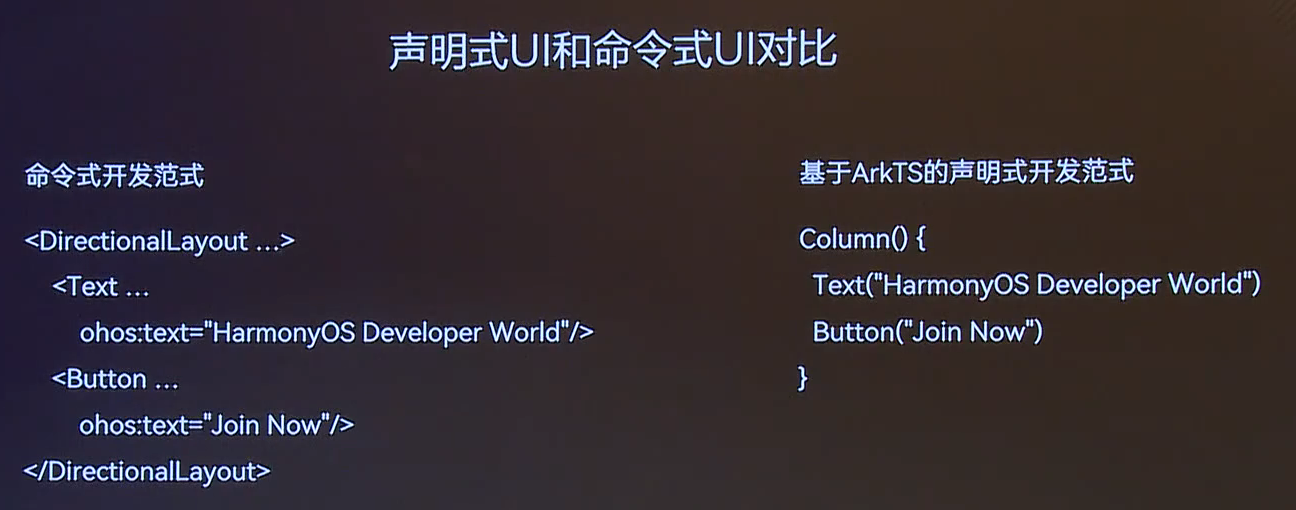 声明式UI和命令式UI对比
命令式开发范式
<DirectionalLayout ...>
<Text ...
ohos:text="HarmonyOS Developer World"/>
<Button ...
ohos:text="Join Now"/>
</DirectionalLayout>
基于ArkTS的声明式开发范式
Column() {
Text("HarmonyOS Developer World")
Button("Join Now")
}